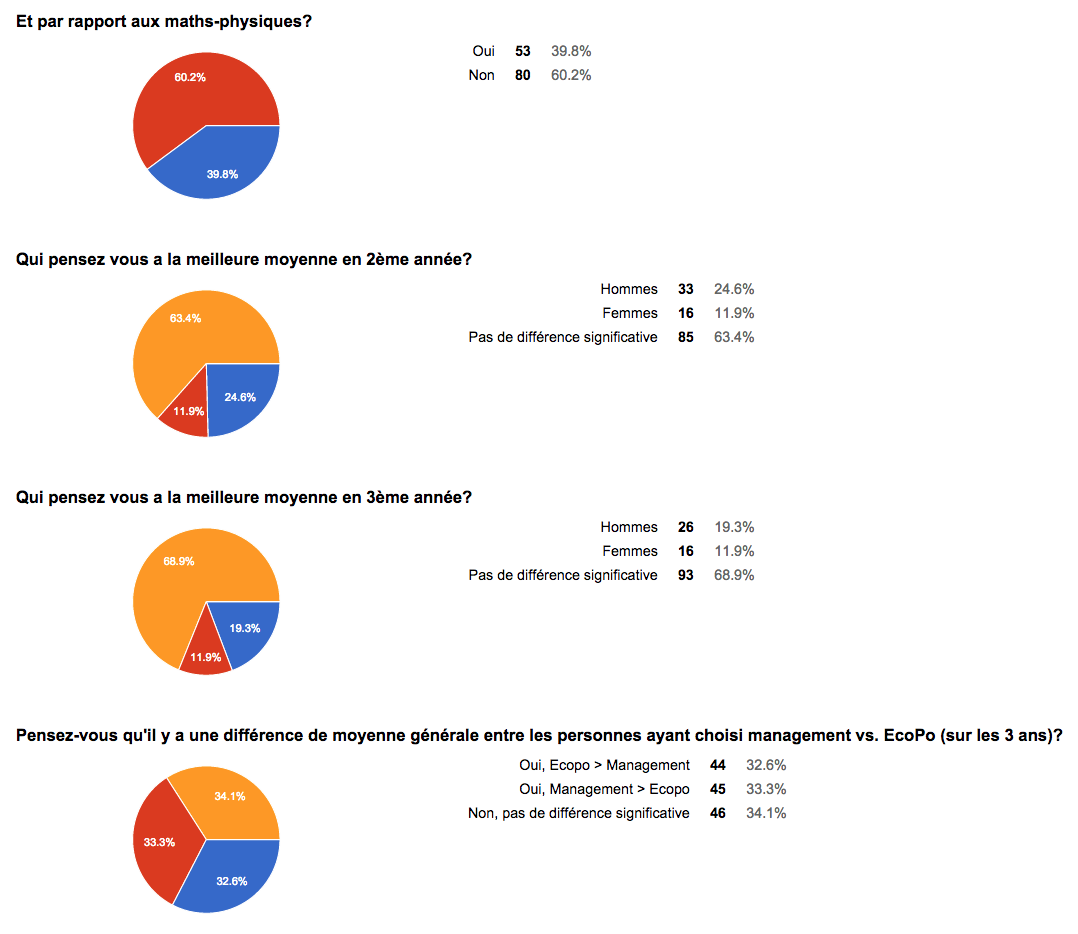 Et par rapport aux maths-physiques?
Oui 53 39.8%
Non 80 60.2%
60.2%
39.8%
Qui pensez vous a la meilleure moyenne en 2ème année?
Hommes 33 24.6%
Femmes 16 11.9%
Pas de différence significative 85 63.4%
63.4%
24.6%
11.9%
Qui pensez vous a la meilleure moyenne en 3ème année?
Hommes 26 19.3%
Femmes 16 11.9%
Pas de différence significative 93 68.9%
68.9%
19.3%
11.9%
Pensez-vous qu'il y a une différence de moyenne générale entre les personnes ayant choisi management vs. EcoPo (sur les 3 ans)?
Oui, Ecopo > Management 44 32.6%
Oui, Management > Ecopo 45 33.3%
Non, pas de différence significative 46 34.1%
34.1%
33.3%
32.6%